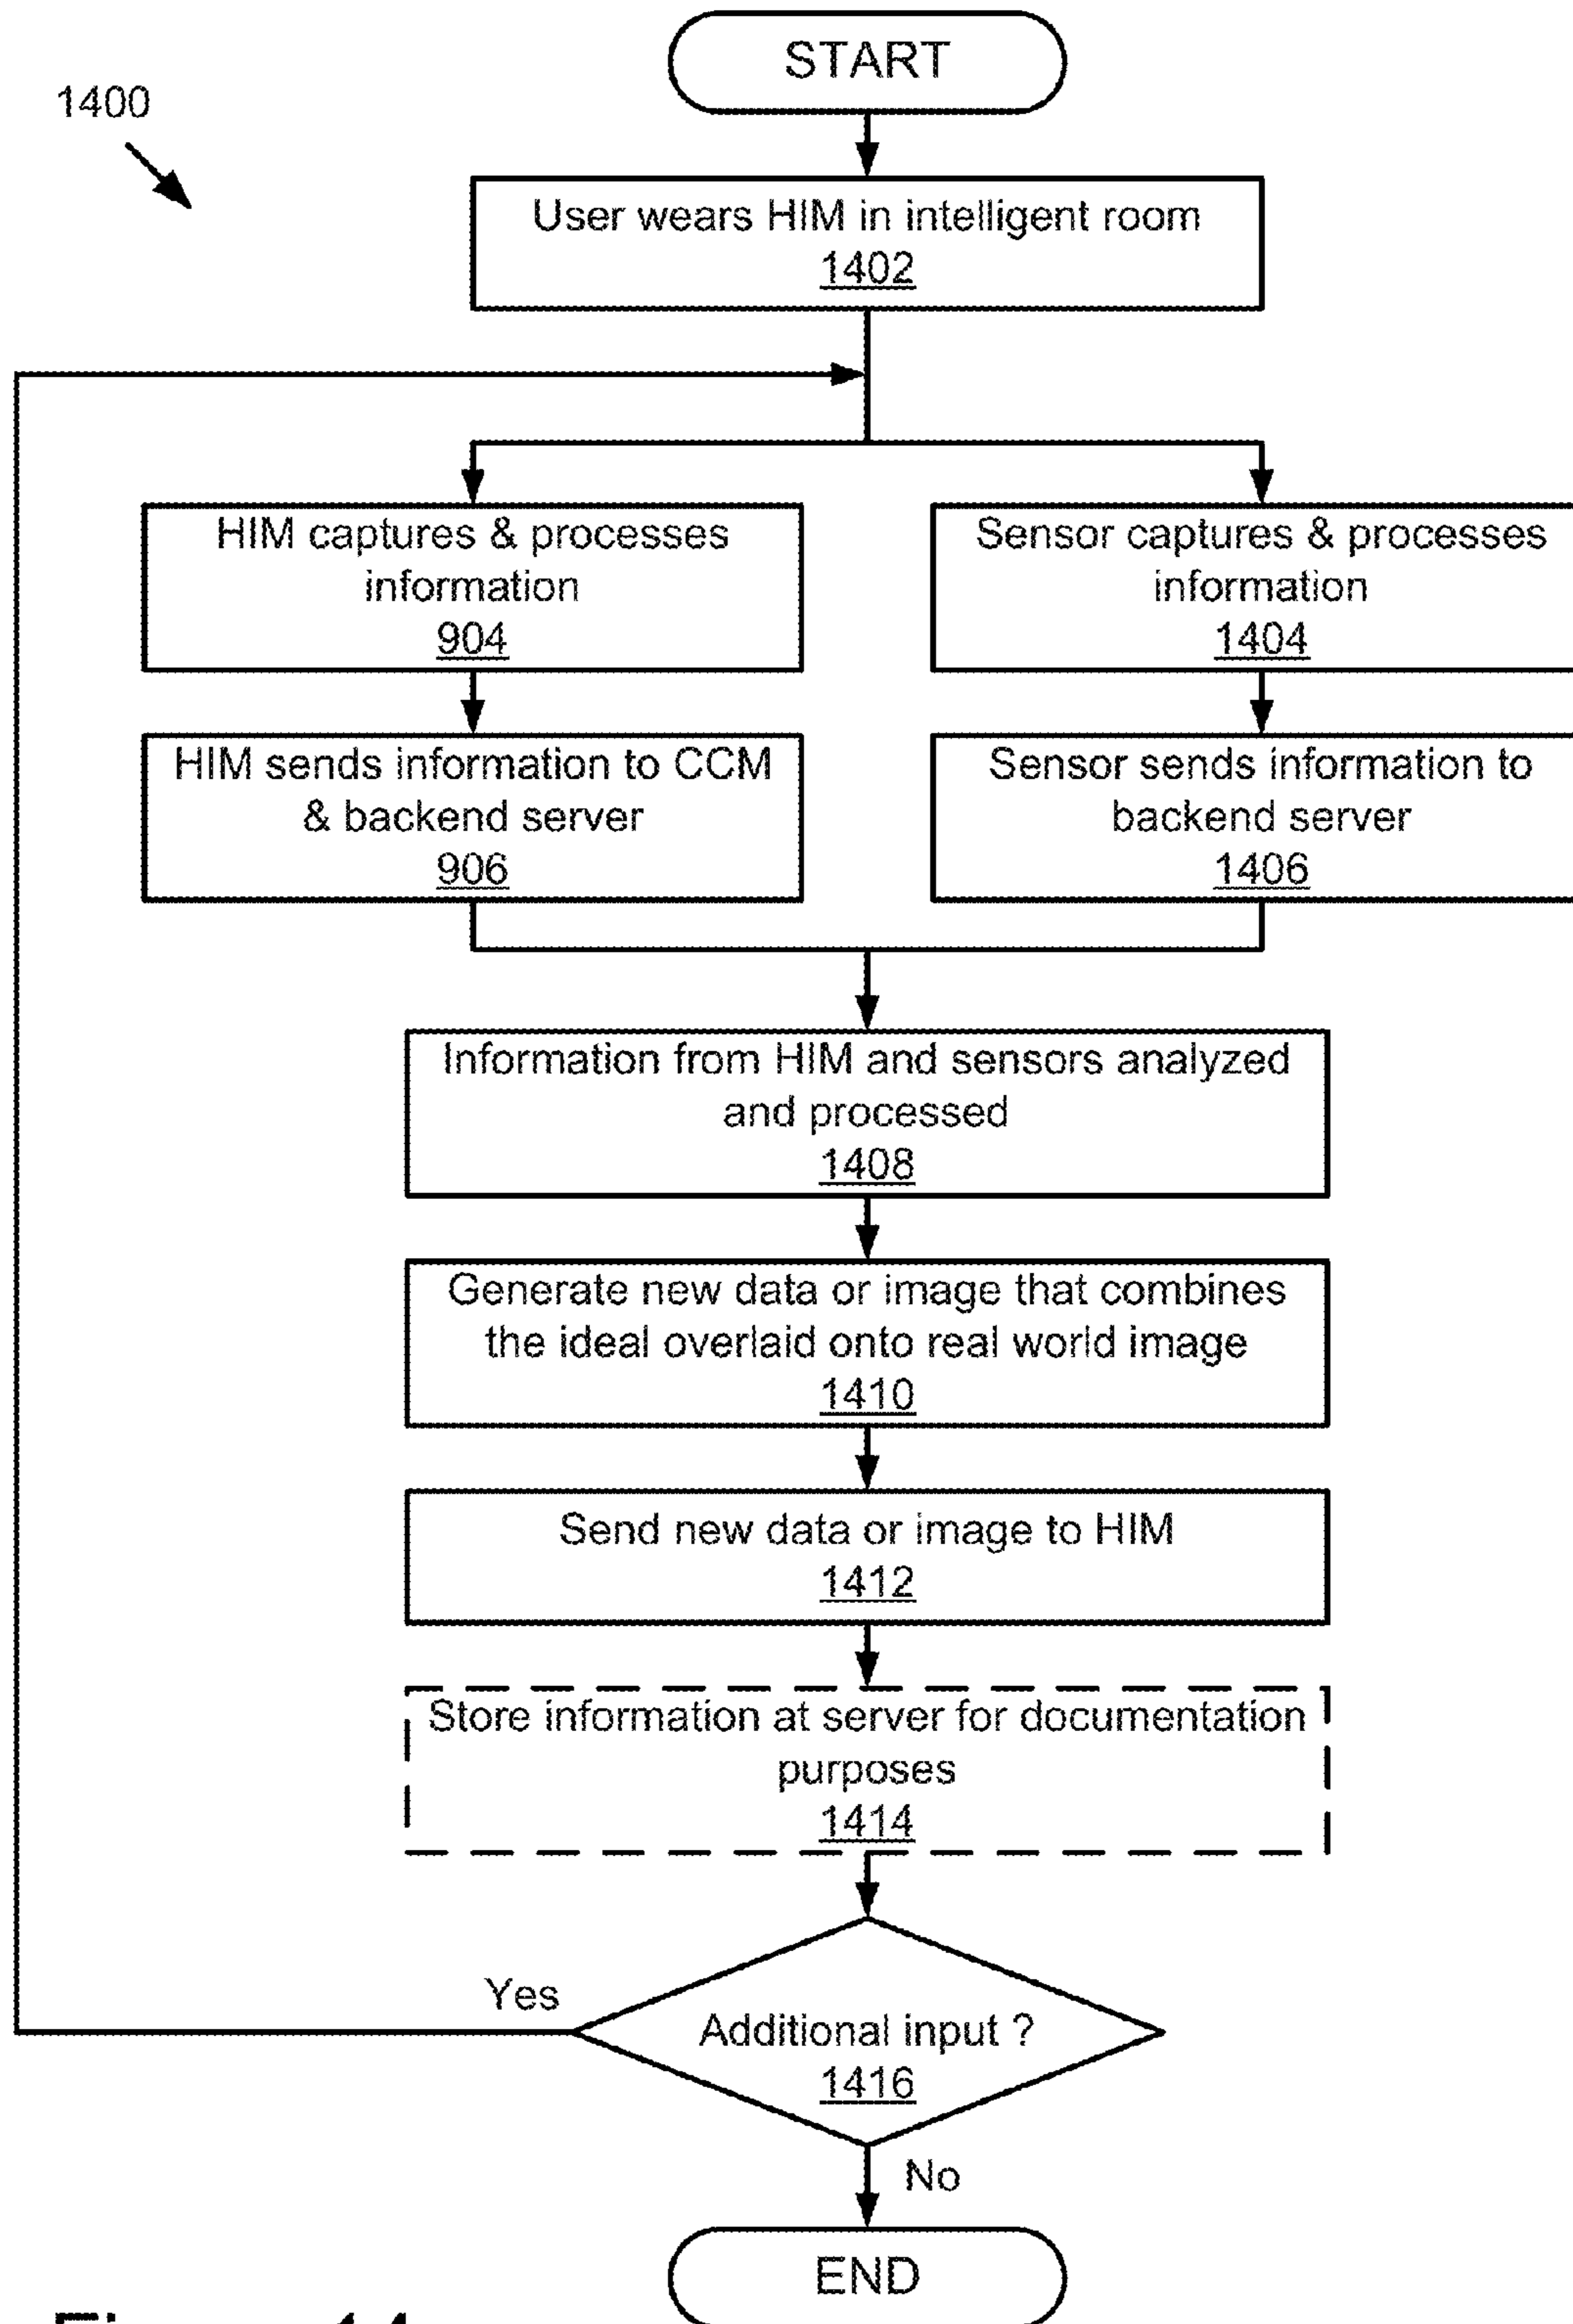 START
1400
User wears HIM in intelligent room
1402
HIM captures & processes
information
904
Sensor captures & processes
information
1404
HIM sends information to CCM
& backend server
906
Sensor sends information to
backend server
1406
Information from HIM and sensors analyzed
and processed
1408
Generate new data or image that combines
the ideal overlaid onto real world image
1410
Send new data or image to HIM
1412
Store information at server for documentation
purposes
1414
Yes
Additional input ?
1416
No
END